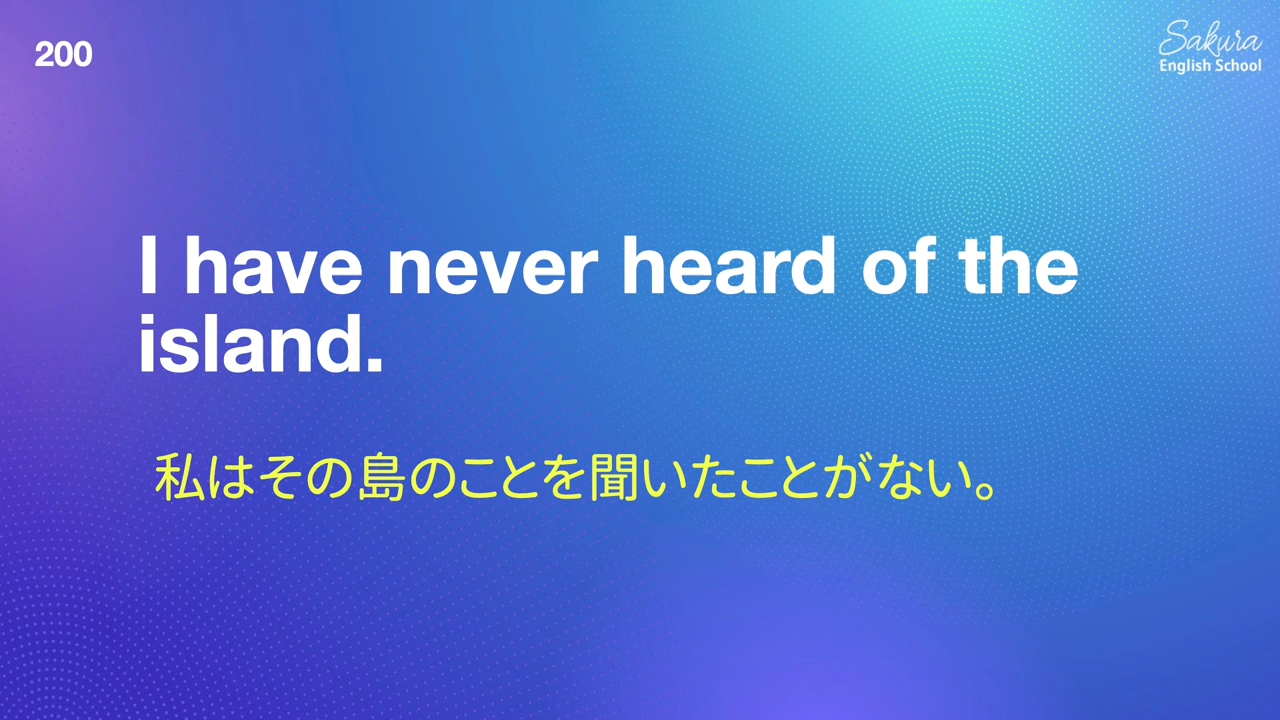 200
Sakura
English School
I have never heard of the
island.
私はその島のことを聞いたことがない。